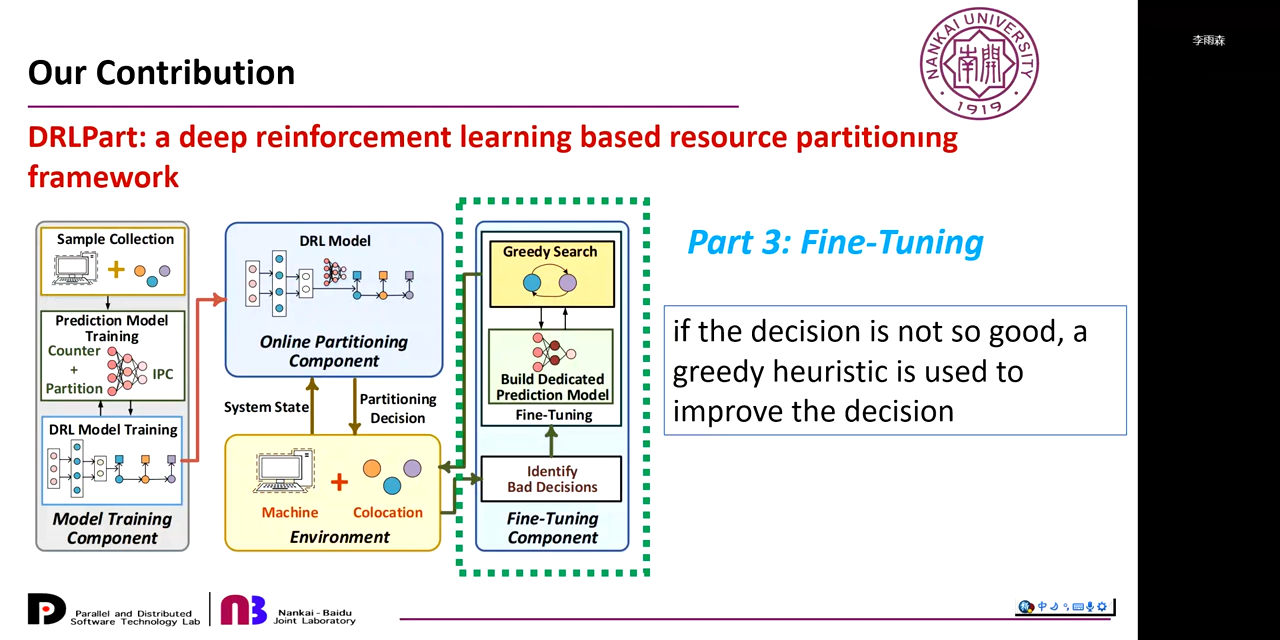 Our Contribution
NANKAI UNIVERSITY
南開
1919
李雨森
DRLPart: a deep reinforcement learning based resource partitioning
framework
Sample Collection
+
Prediction Model
Training
Counter
+
Partition
IPC
DRL Model Training
Model Training
Component
DRL Model
Online Partitioning
Component
System State
Partitioning
Decision
+
Machine
Colocation
Environment
Greedy Search
Build Dedicated
Prediction Model
Fine-Tuning
Identify
Bad Decisions
Fine-Tuning
Component
Part 3: Fine-Tuning
if the decision is not so good, a
greedy heuristic is used to
improve the decision
Parallel and Distributed
Software Technology Lab
Nankai - Baidu
Joint Laboratory
中